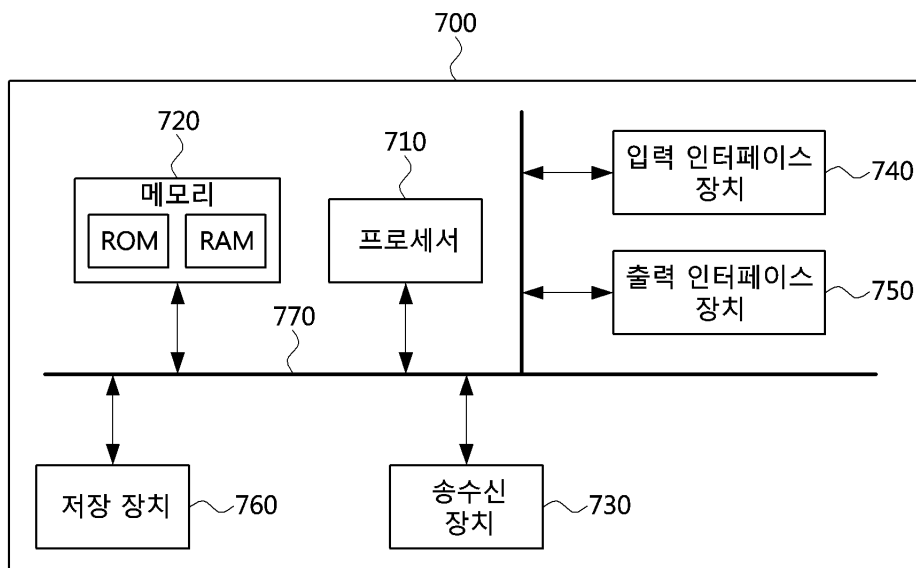 700
720
710
메모리
ROM
RAM
프로세서
입력 인터페이스
장치
740
출력 인터페이스
장치
750
770
저장 장치
760
송수신
장치
730